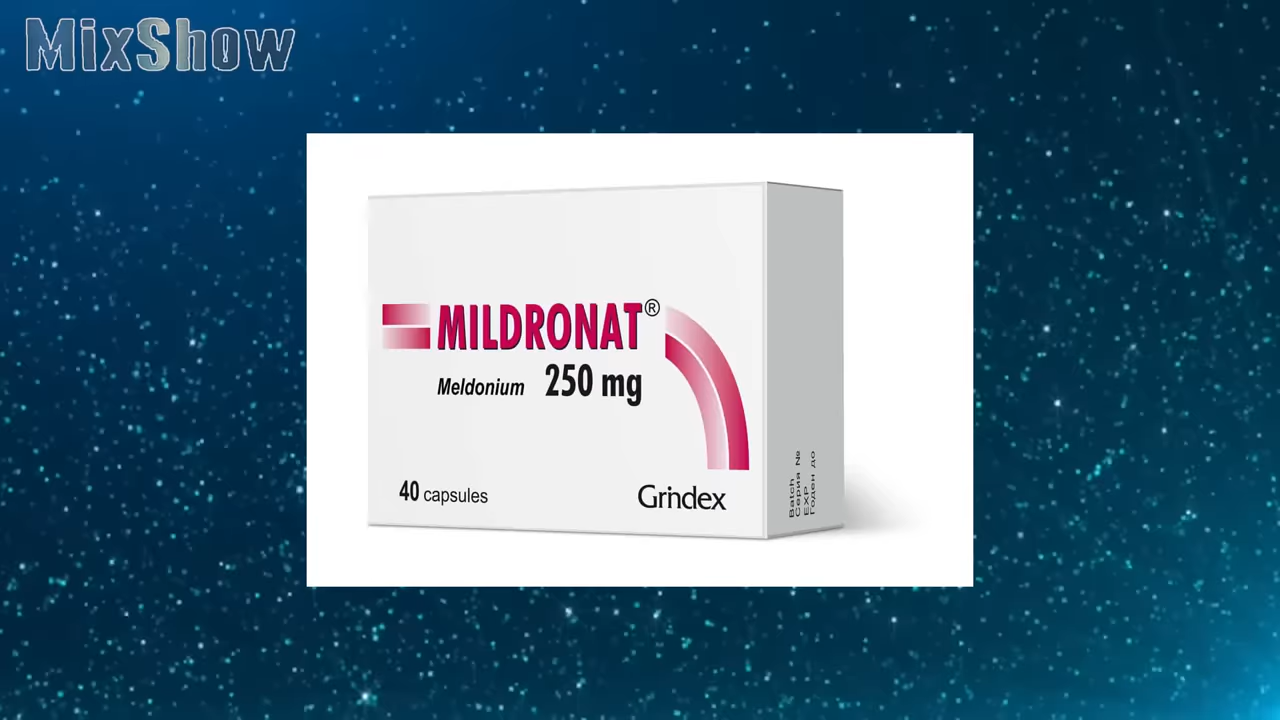 MixShow
MILDRONAT®
Meldonium 250 mg
40 capsules
Grindex
Batch
Серия №
EXP
Годен до